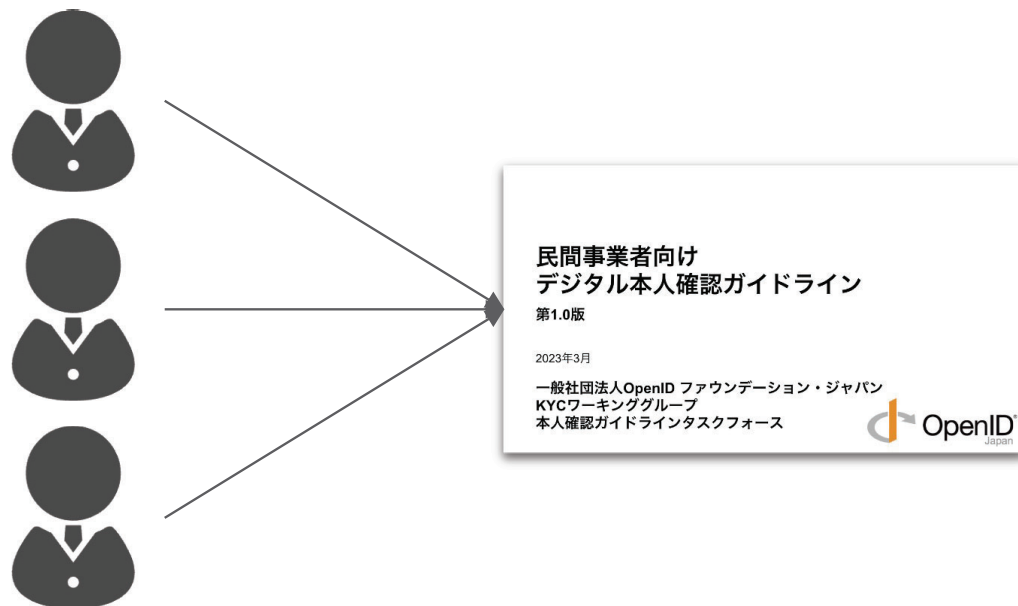 民間事業者向け
デジタル本人確認ガイドライン
第1.0版
2023年3月
一般社団法人OpenID ファウンデーション・ジャパン
KYCワーキンググループ
本人確認ガイドラインタスクフォース
OpenID®
Japan